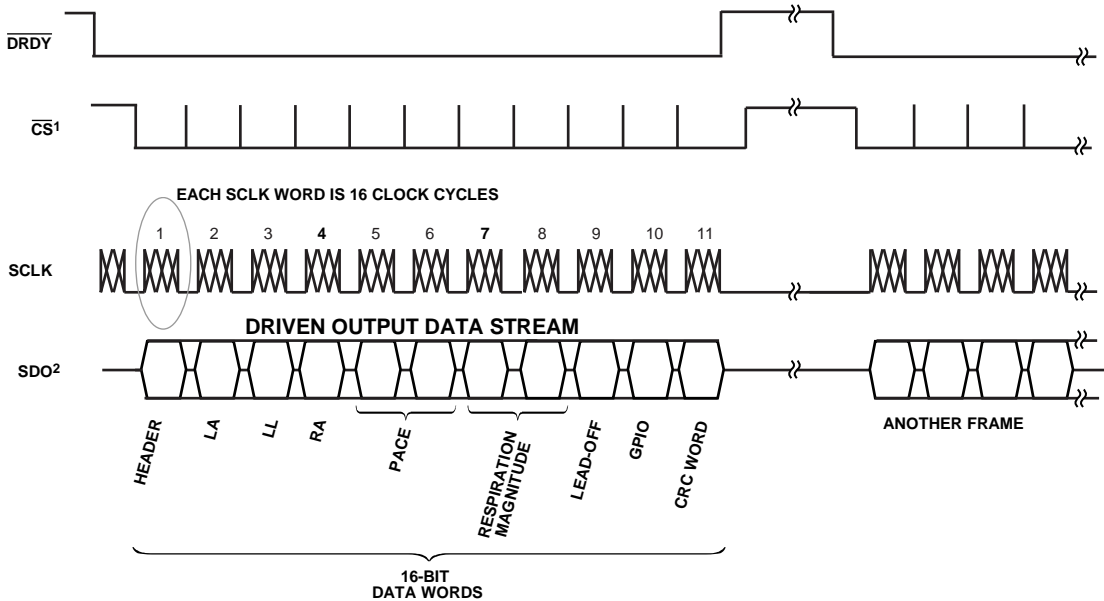 DRDY
CS1
EACH SCLK WORD IS 16 CLOCK CYCLES
1 2 3 4 5 6 7 8 9 10 11
SCLK
DRIVEN OUTPUT DATA STREAM
SDO2
HEADER
LA
LL
RA
PACE
RESPIRATION
MAGNITUDE
LEAD-OFF
GPIO
CRC WORD
ANOTHER FRAME
16-BIT
DATA WORDS